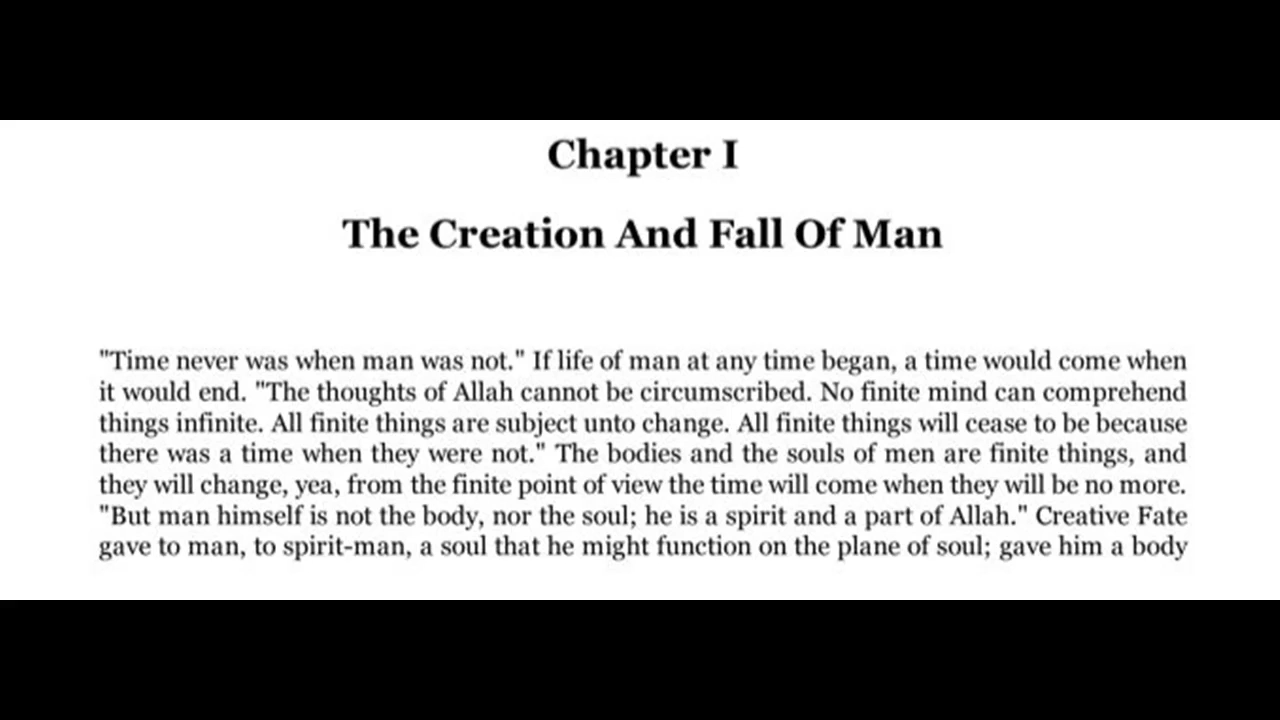 Chapter I
The Creation And Fall Of Man
"Time never was when man was not." If life of man at any time began, a time would come when
it would end. "The thoughts of Allah cannot be circumscribed. No finite mind can comprehend
things infinite. All finite things are subject unto change. All finite things will cease to be because
there was a time when they were not." The bodies and the souls of men are finite things, and
they will change, yea, from the finite point of view the time will come when they will be no more.
"But man himself is not the body, nor the soul; he is a spirit and a part of Allah." Creative Fate
gave to man, to spirit-man, a soul that he might function on the plane of soul; gave him a body